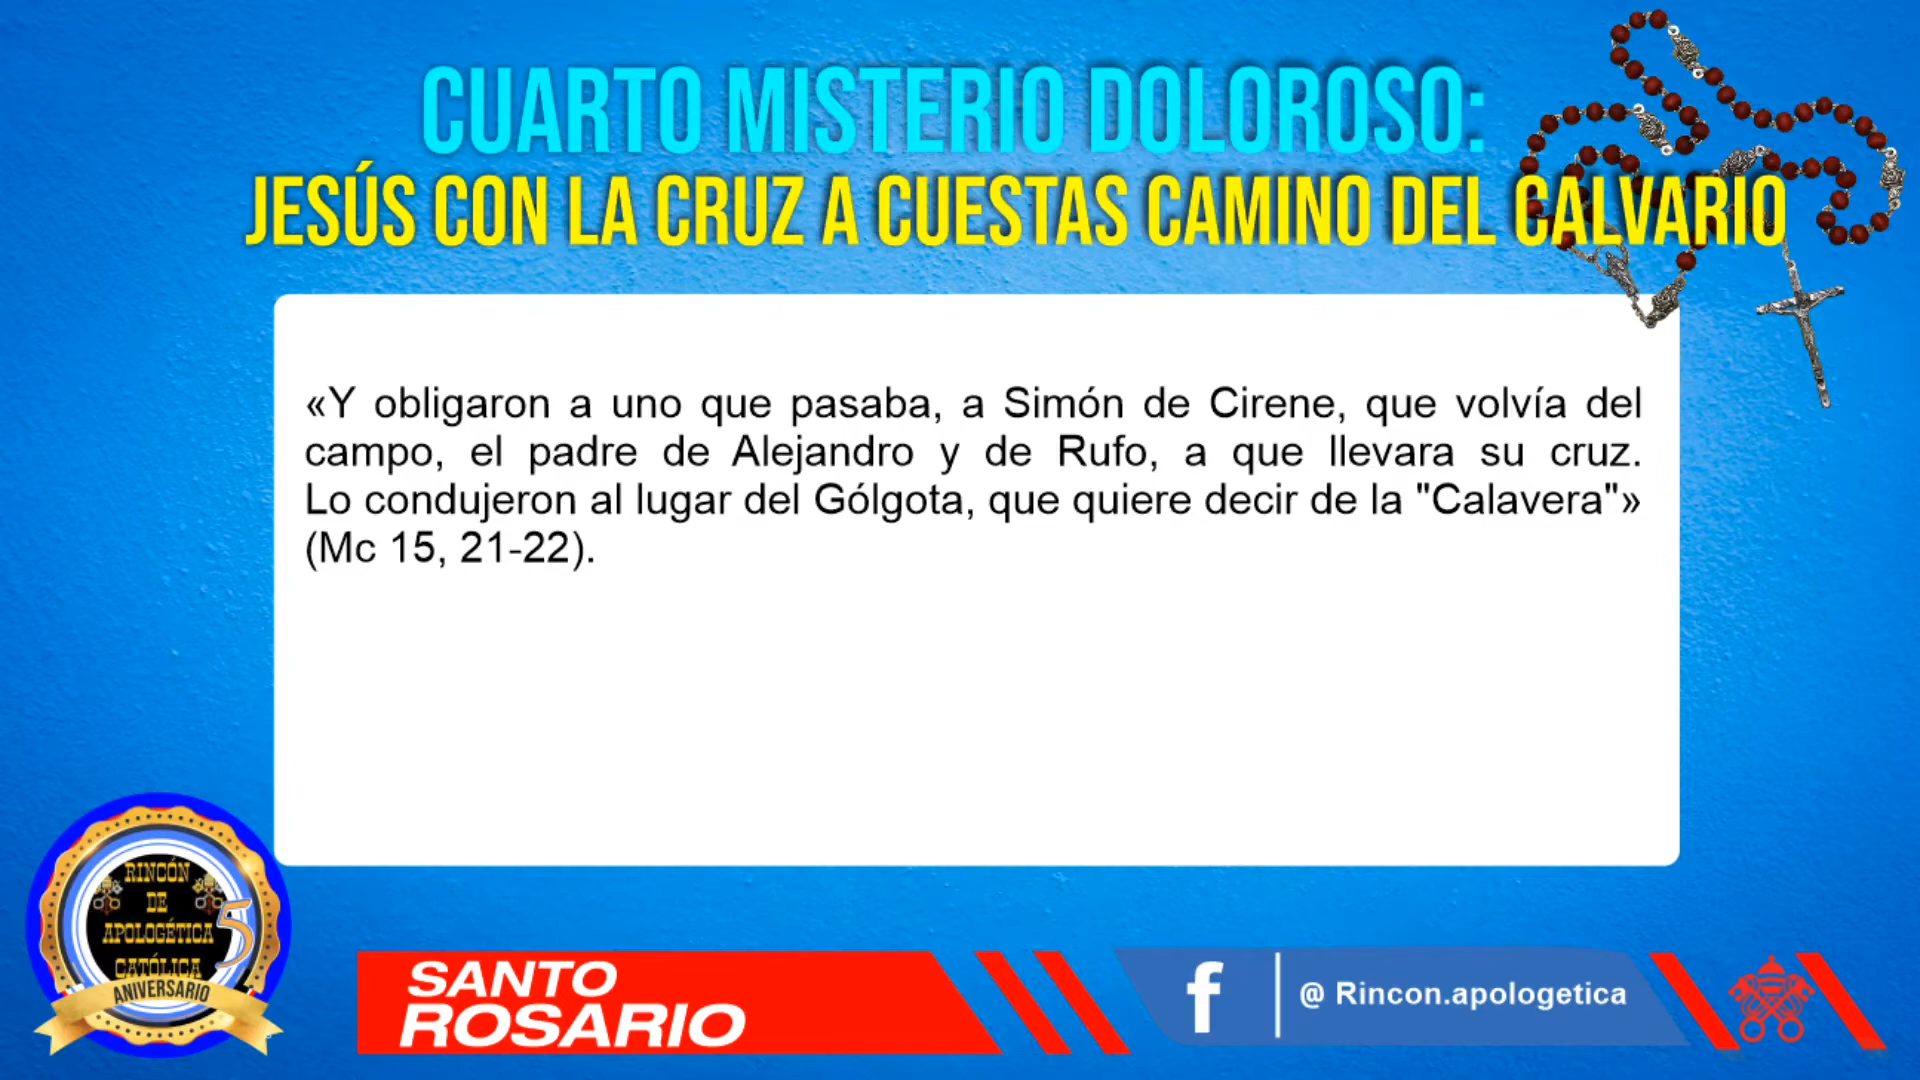 CUARTO MISTERIO DOLOROSO:
JESÚS CON LA CRUZ A CUESTAS CAMINO DEL CALVARIO
«Y obligaron a uno que pasaba, a Simón de Cirene, que volvía del
campo, el padre de Alejandro y de Rufo, a que llevara su cruz.
Lo condujeron al lugar del Gólgota, que quiere decir de la "Calavera"»
(Mc 15, 21-22).
RINCÓN
DE
APOLOGÉTICA
CATÓLICA
5
ANIVERSARIO
SANTO
ROSARIO
f
@ Rincon.apologetica